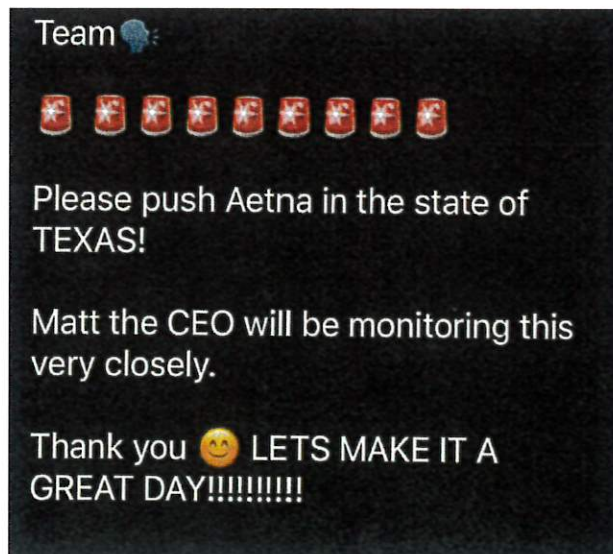 Team🗣️
🚨 🚨 🚨 🚨 🚨 🚨 🚨 🚨 🚨
Please push Aetna in the state of
TEXAS!
Matt the CEO will be monitoring this
very closely.
Thank you 😊 LETS MAKE IT A
GREAT DAY!!!!!!!!!!